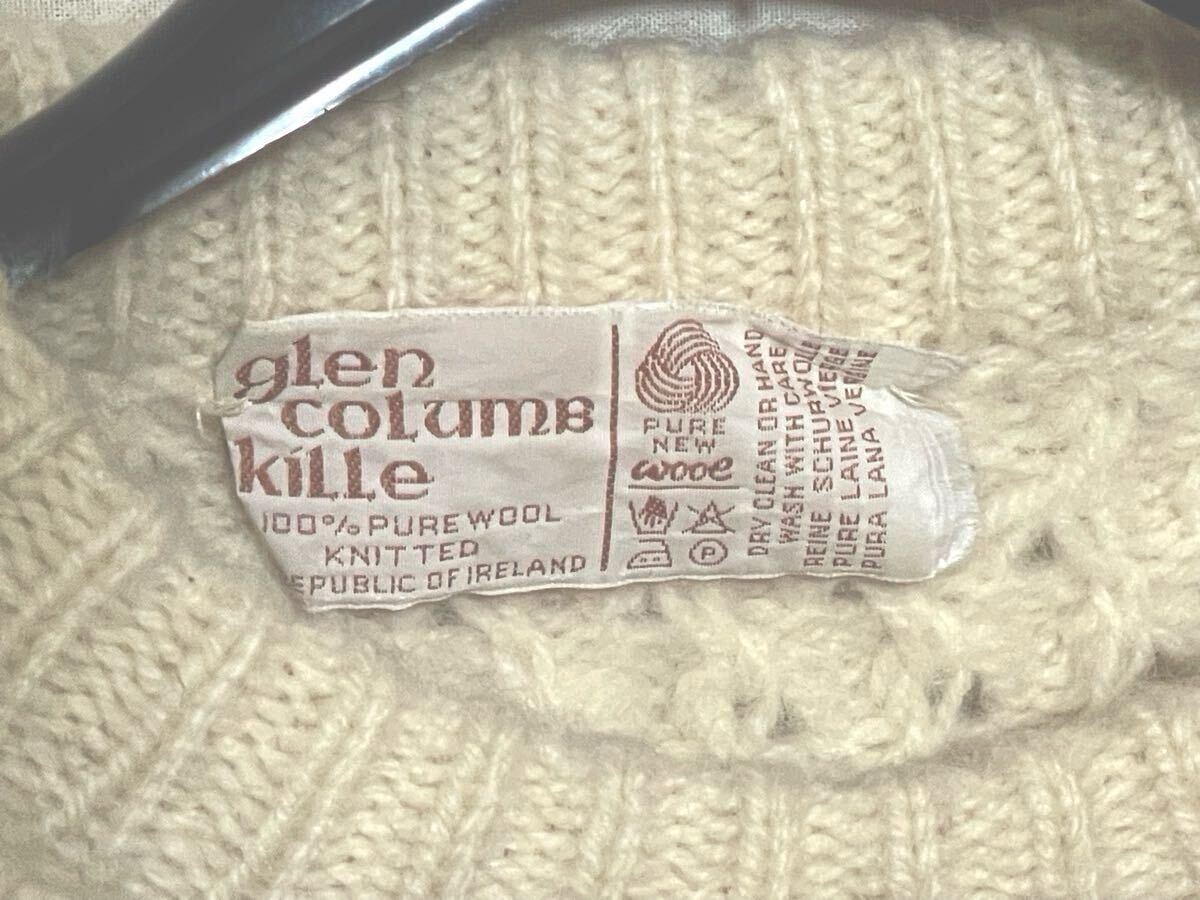 glen
columb
kille
100% PURE WOOL
KNITTED
EPUBLIC OF IRELAND
PURE
NEW
wool
P
DRY CLEAN OR HAND
WASH WITH CARE
REINE SCHURWOLLE
PURE LAINE VIERGE
PURA LANA VERGINE